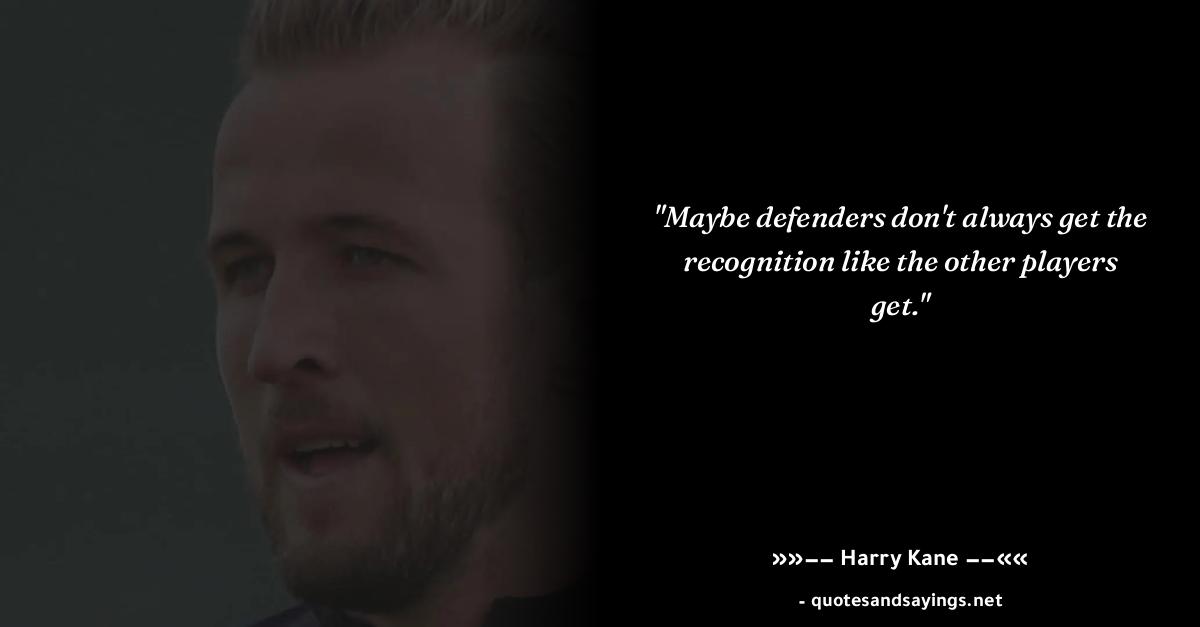 "Maybe defenders don't always get the
recognition like the other players
get."
»»−− Harry Kane −−««
- quotesandsayings.net